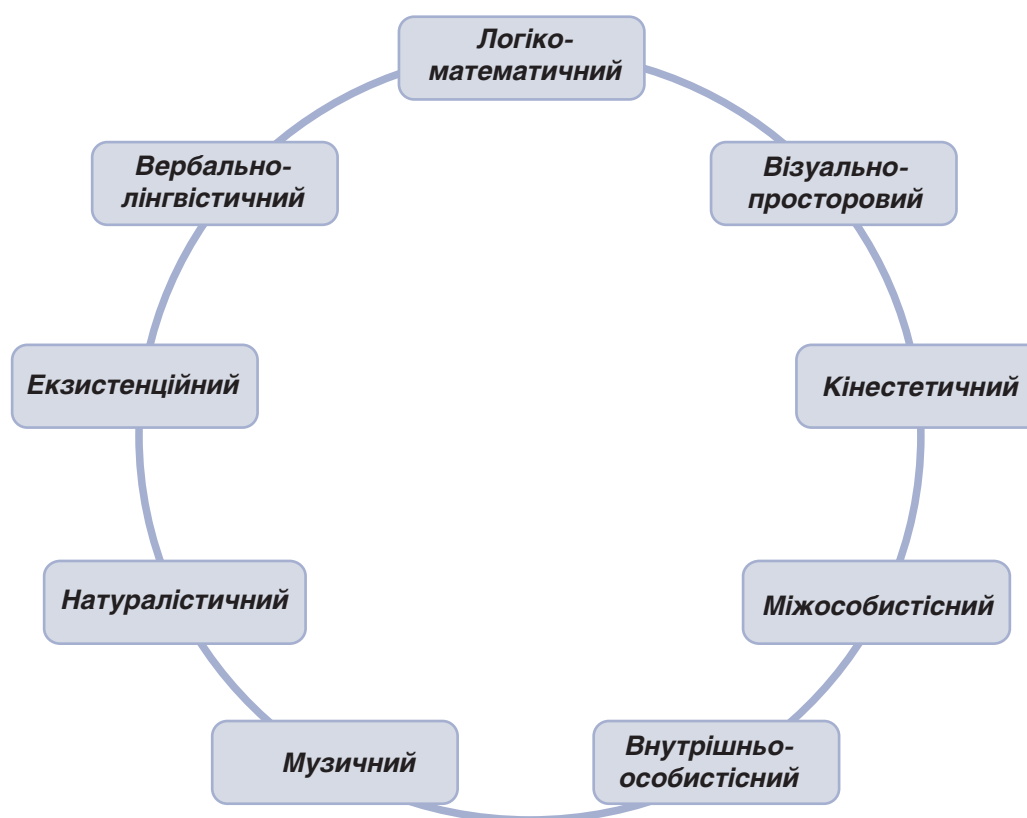 Логіко-
математичний
Вербально-
лінгвістичний
Візуально-
просторовий
Екзистенційний
Кінестетичний
Натуралістичний
Міжособистісний
Музичний
Внутрішньо-
особистісний